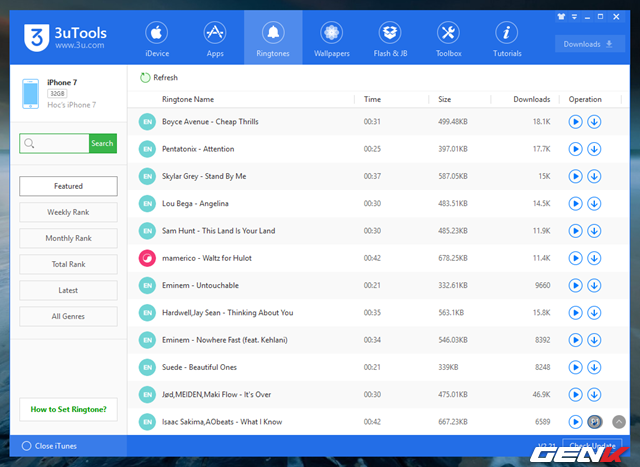 3uTools
www.3u.com
iDevice
Apps
Ringtones
Wallpapers
Flash & JB
Toolbox
Tutorials
Downloads
iPhone 7
32GB
Hoc's iPhone 7
Search
Featured
Weekly Rank
Monthly Rank
Total Rank
Latest
All Genres
How to Set Ringtone?
Refresh
Ringtone Name Time Size Downloads Operation
EN Boyce Avenue - Cheap Thrills 00:31 499.48KB 18.1K
EN Pentatonix - Attention 00:25 397.01KB 17.7K
EN Skylar Grey - Stand By Me 00:37 587.05KB 15K
EN Lou Bega - Angelina 00:30 483.51KB 14.5K
EN Sam Hunt - This Land Is Your Land 00:30 485.23KB 11.9K
mamerico - Waltz for Hulot 00:42 678.25KB 11.4K
EN Eminem - Untouchable 00:21 332.61KB 9660
EN Hardwell,Jay Sean - Thinking About You 00:35 563.1KB 15.8K
EN Eminem - Nowhere Fast (feat. Kehlani) 00:34 546.03KB 8392
EN Suede - Beautiful Ones 00:21 339KB 8248
EN Jød,MEIDEN,Maki Flow - It's Over 00:30 475.01KB 46.9K
EN Isaac Sakima,AObeats - What I Know 00:42 667.23KB 6589
Close iTunes
V2.21
Check Update
GENK